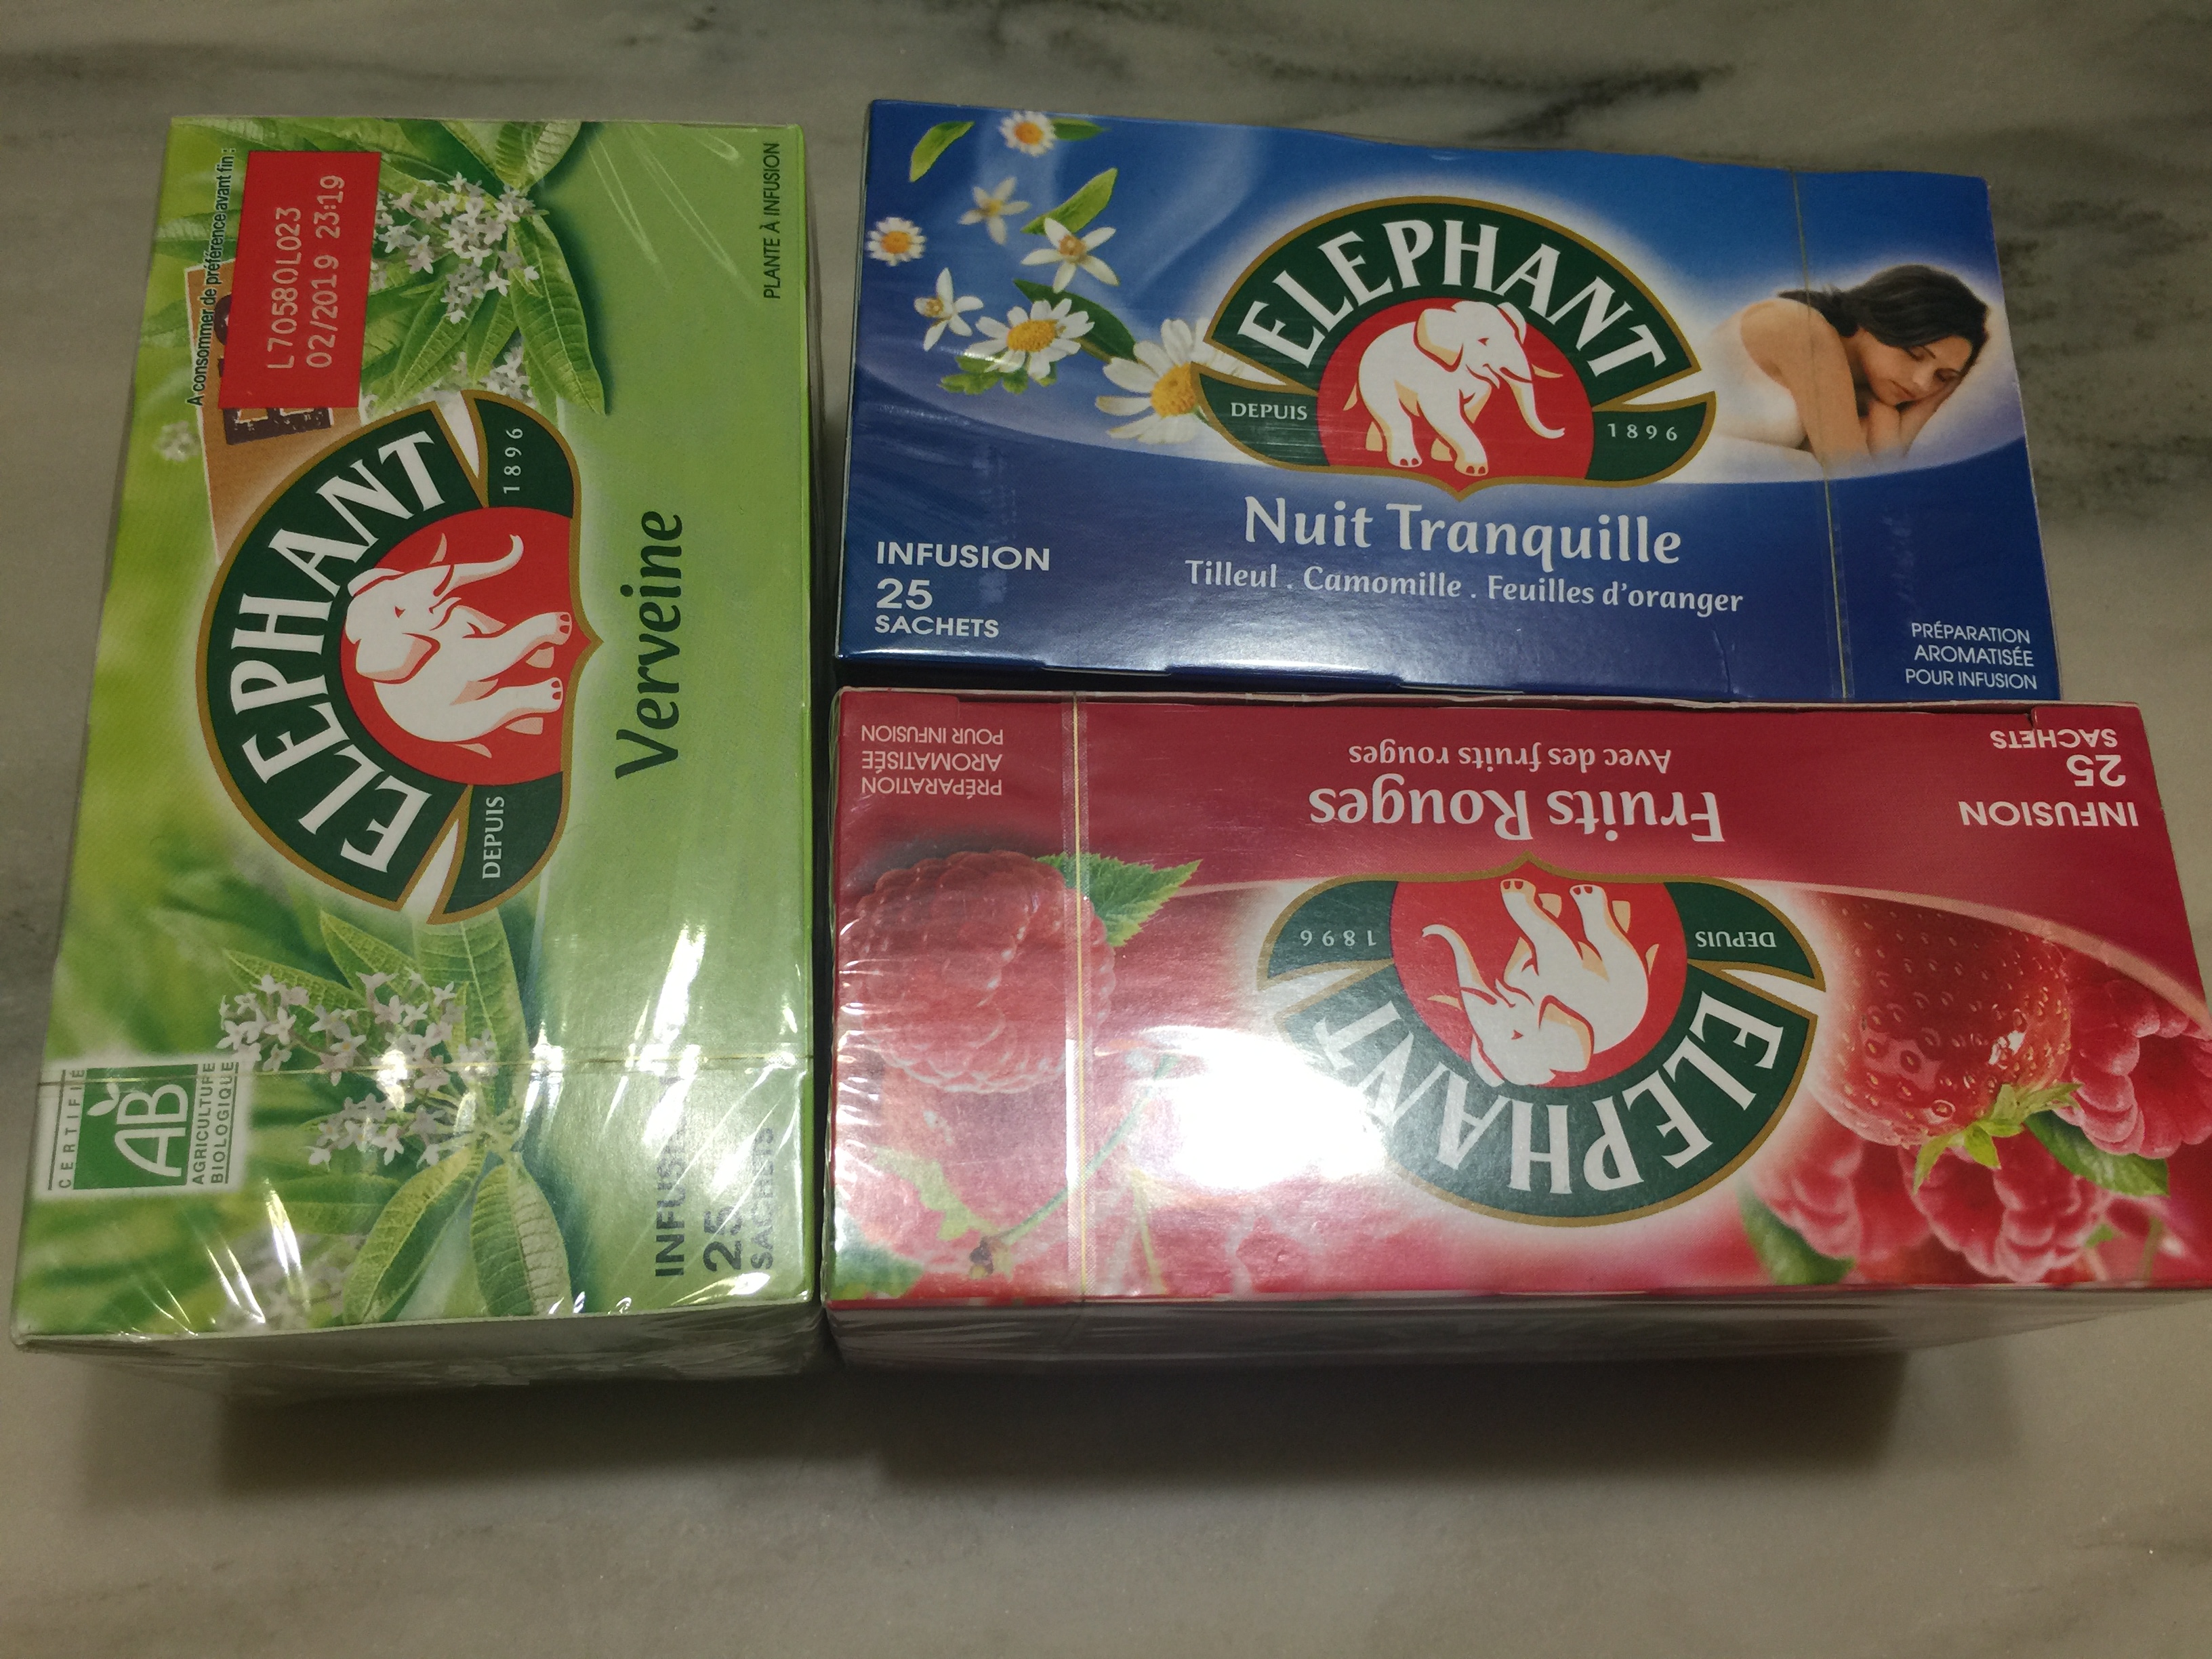 A consommer de préférence avant fin :
L70580L023
02/2019 23:19
ELEPHANT
DEPUIS 1896
Verveine
PLANTE À INFUSION
CERTIFIÉ
AB
AGRICULTURE
BIOLOGIQUE
INFUSION
25
SACHETS
ELEPHANT
DEPUIS 1896
Nuit Tranquille
Tilleul . Camomille . Feuilles d'oranger
INFUSION
25
SACHETS
PRÉPARATION
AROMATISÉE
POUR INFUSION
ELEPHANT
DEPUIS 1896
Fruits Rouges
Avec des fruits rouges
INFUSION
25
SACHETS
PRÉPARATION
AROMATISÉE
POUR INFUSION